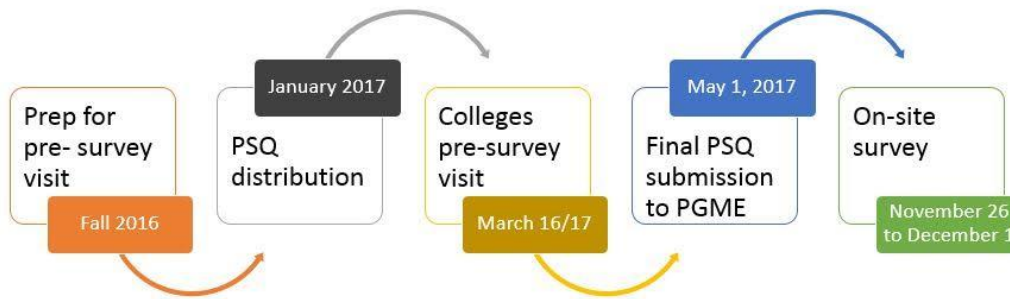 Prep for
pre- survey
visit
Fall 2016
January 2017
PSQ
distribution
Colleges
pre-survey
visit
March 16/17
May 1, 2017
Final PSQ
submission
to PGME
On-site
survey
November 26
to December 1